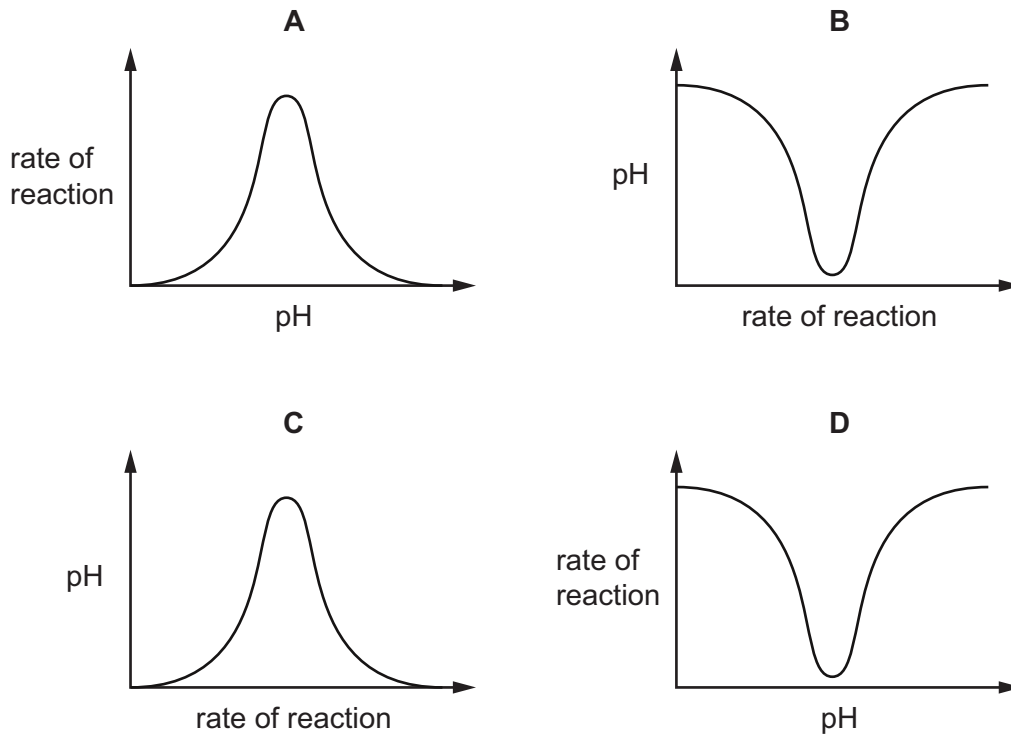 A
rate of
reaction
pH
B
pH
rate of reaction
C
pH
rate of reaction
D
rate of
reaction
pH